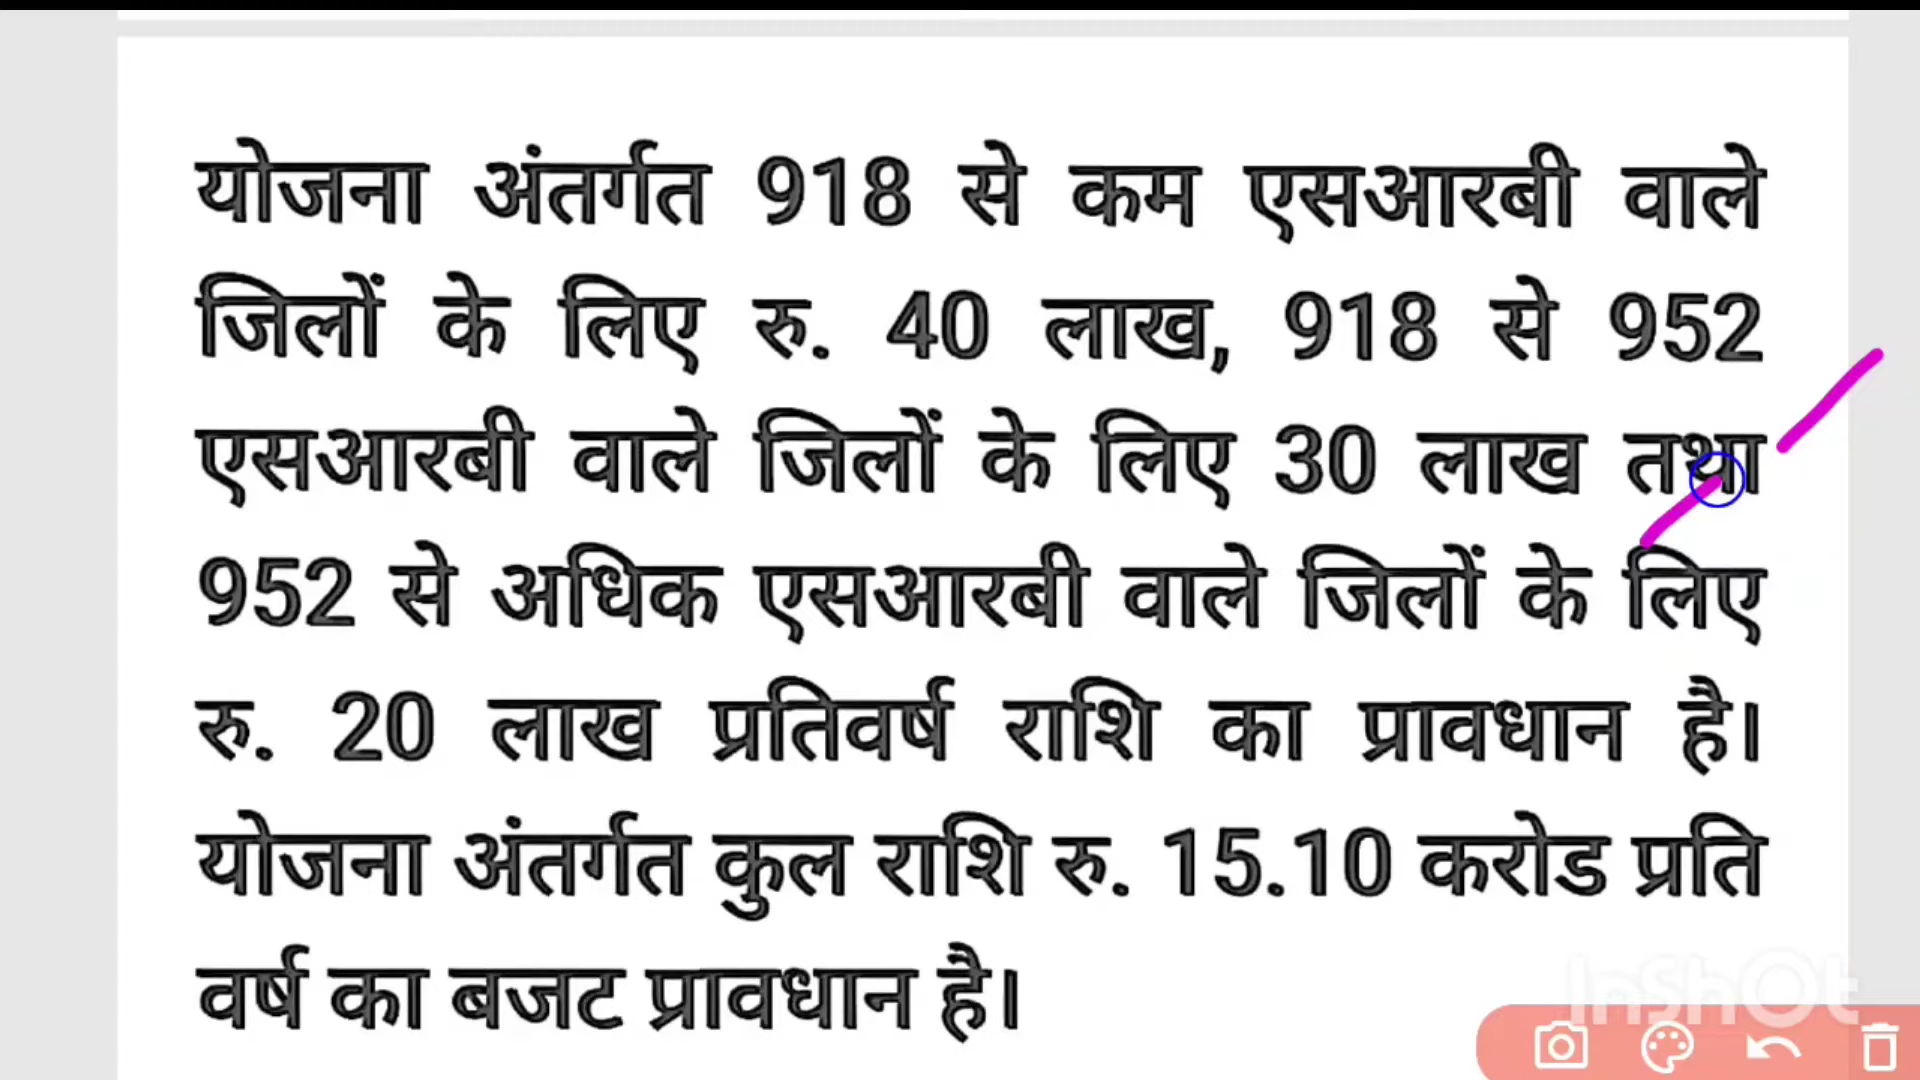 योजना अंतर्गत 918 से कम एसआरबी वाले
जिलों के लिए रु. 40 लाख, 918 से 952
एसआरबी वाले जिलों के लिए 30 लाख तथा
952 से अधिक एसआरबी वाले जिलों के लिए
रु. 20 लाख प्रतिवर्ष राशि का प्रावधान है।
योजना अंतर्गत कुल राशि रु. 15.10 करोड प्रति
वर्ष का बजट प्रावधान है।
InShOt